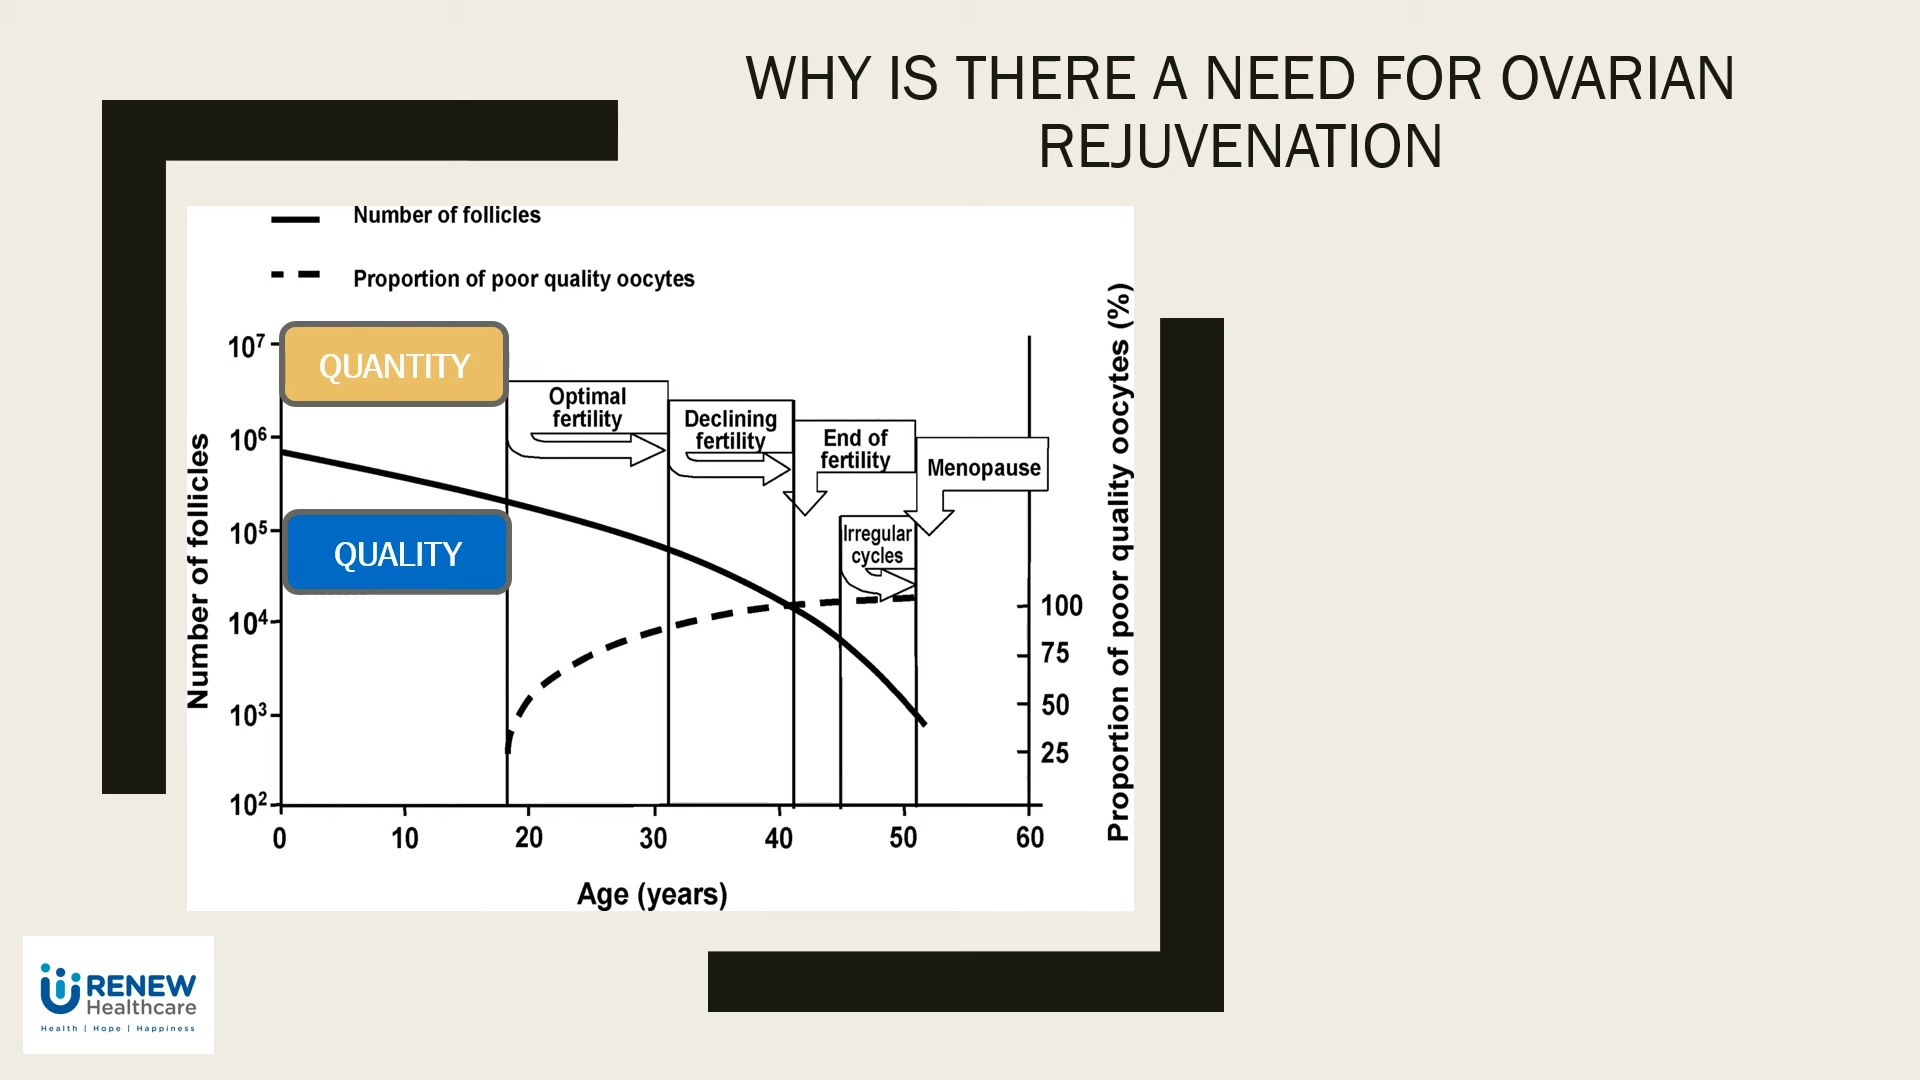 WHY IS THERE A NEED FOR OVARIAN
REJUVENATION
Number of follicles
Proportion of poor quality oocytes
QUANTITY
QUALITY
Number of follicles
10⁷
10⁶
10⁵
10⁴
10³
10²
Optimal
fertility
Declining
fertility
End of
fertility
Menopause
Irregular
cycles
100
75
50
25
Proportion of poor quality oocytes (%)
0 10 20 30 40 50 60
Age (years)
RENEW
Healthcare
Health | Hope | Happiness